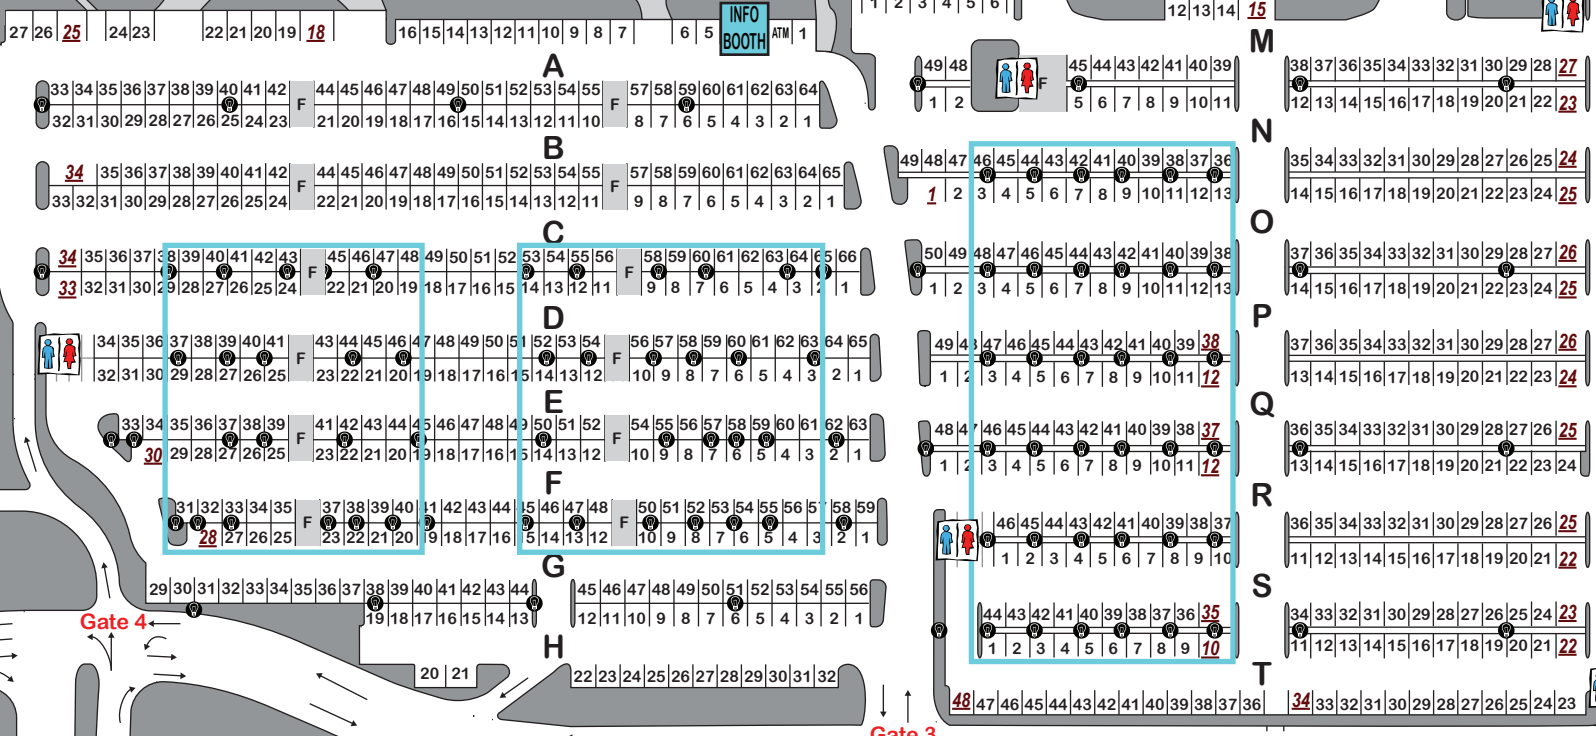 27 26 25 24 23 22 21 20 19 18 16 15 14 13 12 11 10 9 8 7 6 5 INFO BOOTH ATM 1
A
33 34 35 36 37 38 39 40 41 42 F 44 45 46 47 48 49 50 51 52 53 54 55 F 57 58 59 60 61 62 63 64
32 31 30 29 28 27 26 25 24 23 21 20 19 18 17 16 15 14 13 12 11 10 8 7 6 5 4 3 2 1
B
34 35 36 37 38 39 40 41 42 F 44 45 46 47 48 49 50 51 52 53 54 55 F 57 58 59 60 61 62 63 64 65
33 32 31 30 29 28 27 26 25 24 22 21 20 19 18 17 16 15 14 13 12 11 9 8 7 6 5 4 3 2 1
C
34 35 36 37 38 39 40 41 42 43 F 45 46 47 48 49 50 51 52 53 54 55 56 F 58 59 60 61 62 63 64 65 66
33 32 31 30 29 28 27 26 25 24 22 21 20 19 18 17 16 15 14 13 12 11 9 8 7 6 5 4 3 2 1
D
34 35 36 37 38 39 40 41 F 43 44 45 46 47 48 49 50 51 52 53 54 F 56 57 58 59 60 61 62 63 64 65
32 31 30 29 28 27 26 25 23 22 21 20 19 18 17 16 15 14 13 12 10 9 8 7 6 5 4 3 2 1
E
33 34 35 36 37 38 39 F 41 42 43 44 45 46 47 48 49 50 51 52 F 54 55 56 57 58 59 60 61 62 63
30 29 28 27 26 25 23 22 21 20 19 18 17 16 15 14 13 12 10 9 8 7 6 5 4 3 2 1
F
31 32 33 34 35 F 37 38 39 40 41 42 43 44 45 46 47 48 F 50 51 52 53 54 55 56 57 58 59
28 27 26 25 23 22 21 20 19 18 17 16 15 14 13 12 10 9 8 7 6 5 4 3 2 1
G
29 30 31 32 33 34 35 36 37 38 39 40 41 42 43 44 45 46 47 48 49 50 51 52 53 54 55 56
19 18 17 16 15 14 13 12 11 10 9 8 7 6 5 4 3 2 1
Gate 4
H
20 21 22 23 24 25 26 27 28 29 30 31 32
Gate 3
1 2 3 4 5 6 12 13 14 15
M
49 48 F 45 44 43 42 41 40 39 38 37 36 35 34 33 32 31 30 29 28 27
1 2 5 6 7 8 9 10 11 12 13 14 15 16 17 18 19 20 21 22 23
N
49 48 47 46 45 44 43 42 41 40 39 38 37 36 35 34 33 32 31 30 29 28 27 26 25 24
1 2 3 4 5 6 7 8 9 10 11 12 13 14 15 16 17 18 19 20 21 22 23 24 25
O
50 49 48 47 46 45 44 43 42 41 40 39 38 37 36 35 34 33 32 31 30 29 28 27 26
1 2 3 4 5 6 7 8 9 10 11 12 13 14 15 16 17 18 19 20 21 22 23 24 25
P
49 48 47 46 45 44 43 42 41 40 39 38 37 36 35 34 33 32 31 30 29 28 27 26
1 2 3 4 5 6 7 8 9 10 11 12 13 14 15 16 17 18 19 20 21 22 23 24
Q
48 47 46 45 44 43 42 41 40 39 38 37 36 35 34 33 32 31 30 29 28 27 26 25
1 2 3 4 5 6 7 8 9 10 11 12 13 14 15 16 17 18 19 20 21 22 23 24
R
46 45 44 43 42 41 40 39 38 37 36 35 34 33 32 31 30 29 28 27 26 25
1 2 3 4 5 6 7 8 9 10 11 12 13 14 15 16 17 18 19 20 21 22
S
44 43 42 41 40 39 38 37 36 35 34 33 32 31 30 29 28 27 26 25 24 23
1 2 3 4 5 6 7 8 9 10 11 12 13 14 15 16 17 18 19 20 21 22
T
48 47 46 45 44 43 42 41 40 39 38 37 36 34 33 32 31 30 29 28 27 26 25 24 23